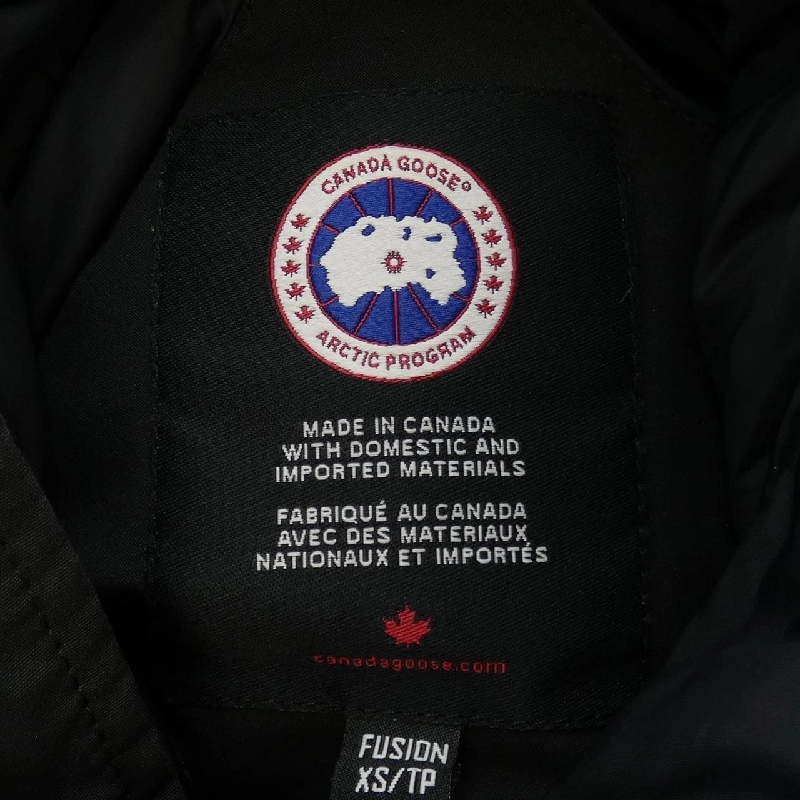 CANADA GOOSE®
ARCTIC PROGRAM
MADE IN CANADA
WITH DOMESTIC AND
IMPORTED MATERIALS
FABRIQUÉ AU CANADA
AVEC DES MATERIAUX
NATIONAUX ET IMPORTÉS
canadagoose.com
FUSION
XS/TP